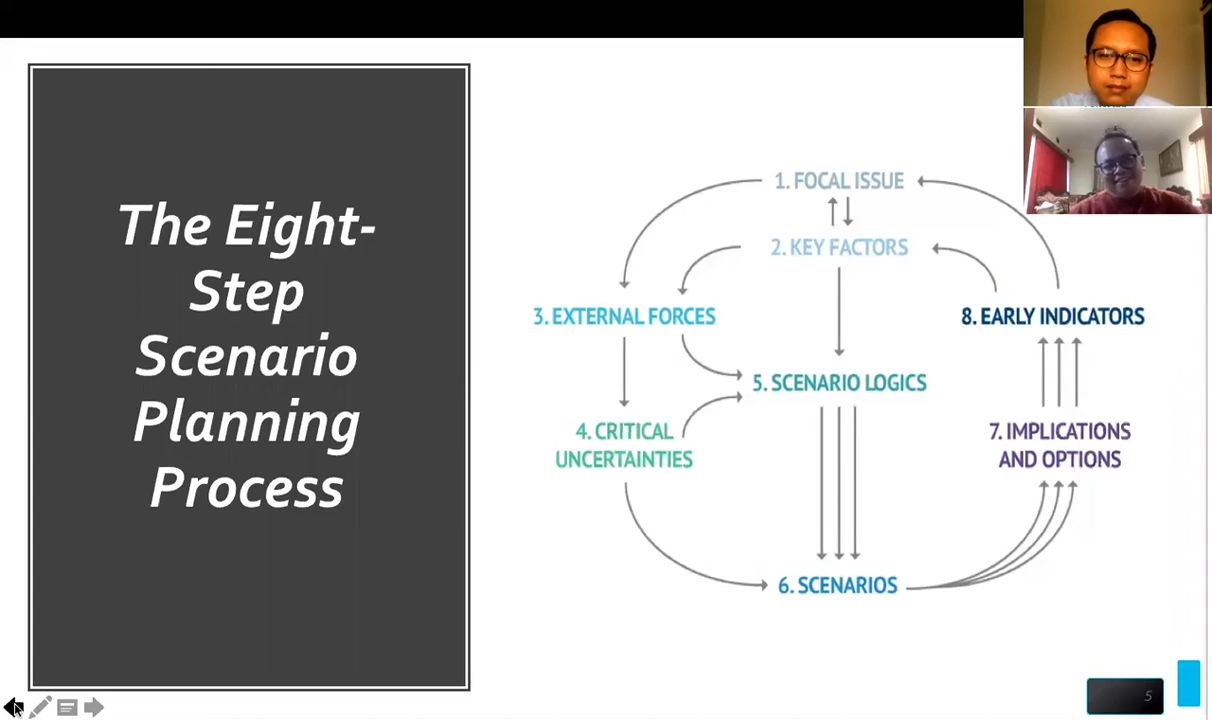 The Eight-
Step
Scenario
Planning
Process
1. FOCAL ISSUE
2. KEY FACTORS
3. EXTERNAL FORCES
8. EARLY INDICATORS
5. SCENARIO LOGICS
4. CRITICAL
UNCERTAINTIES
7. IMPLICATIONS
AND OPTIONS
6. SCENARIOS
5